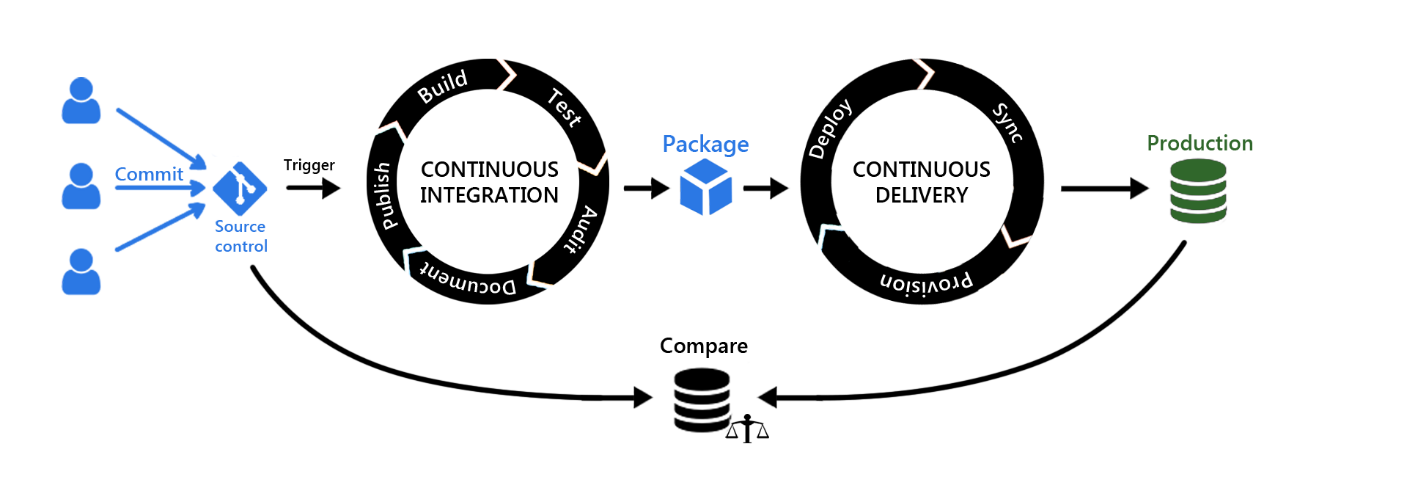 Commit
Source
control
Trigger
Build
Test
Audit
Document
Publish
CONTINUOUS
INTEGRATION
Package
Deploy
Sync
Provision
CONTINUOUS
DELIVERY
Production
Compare